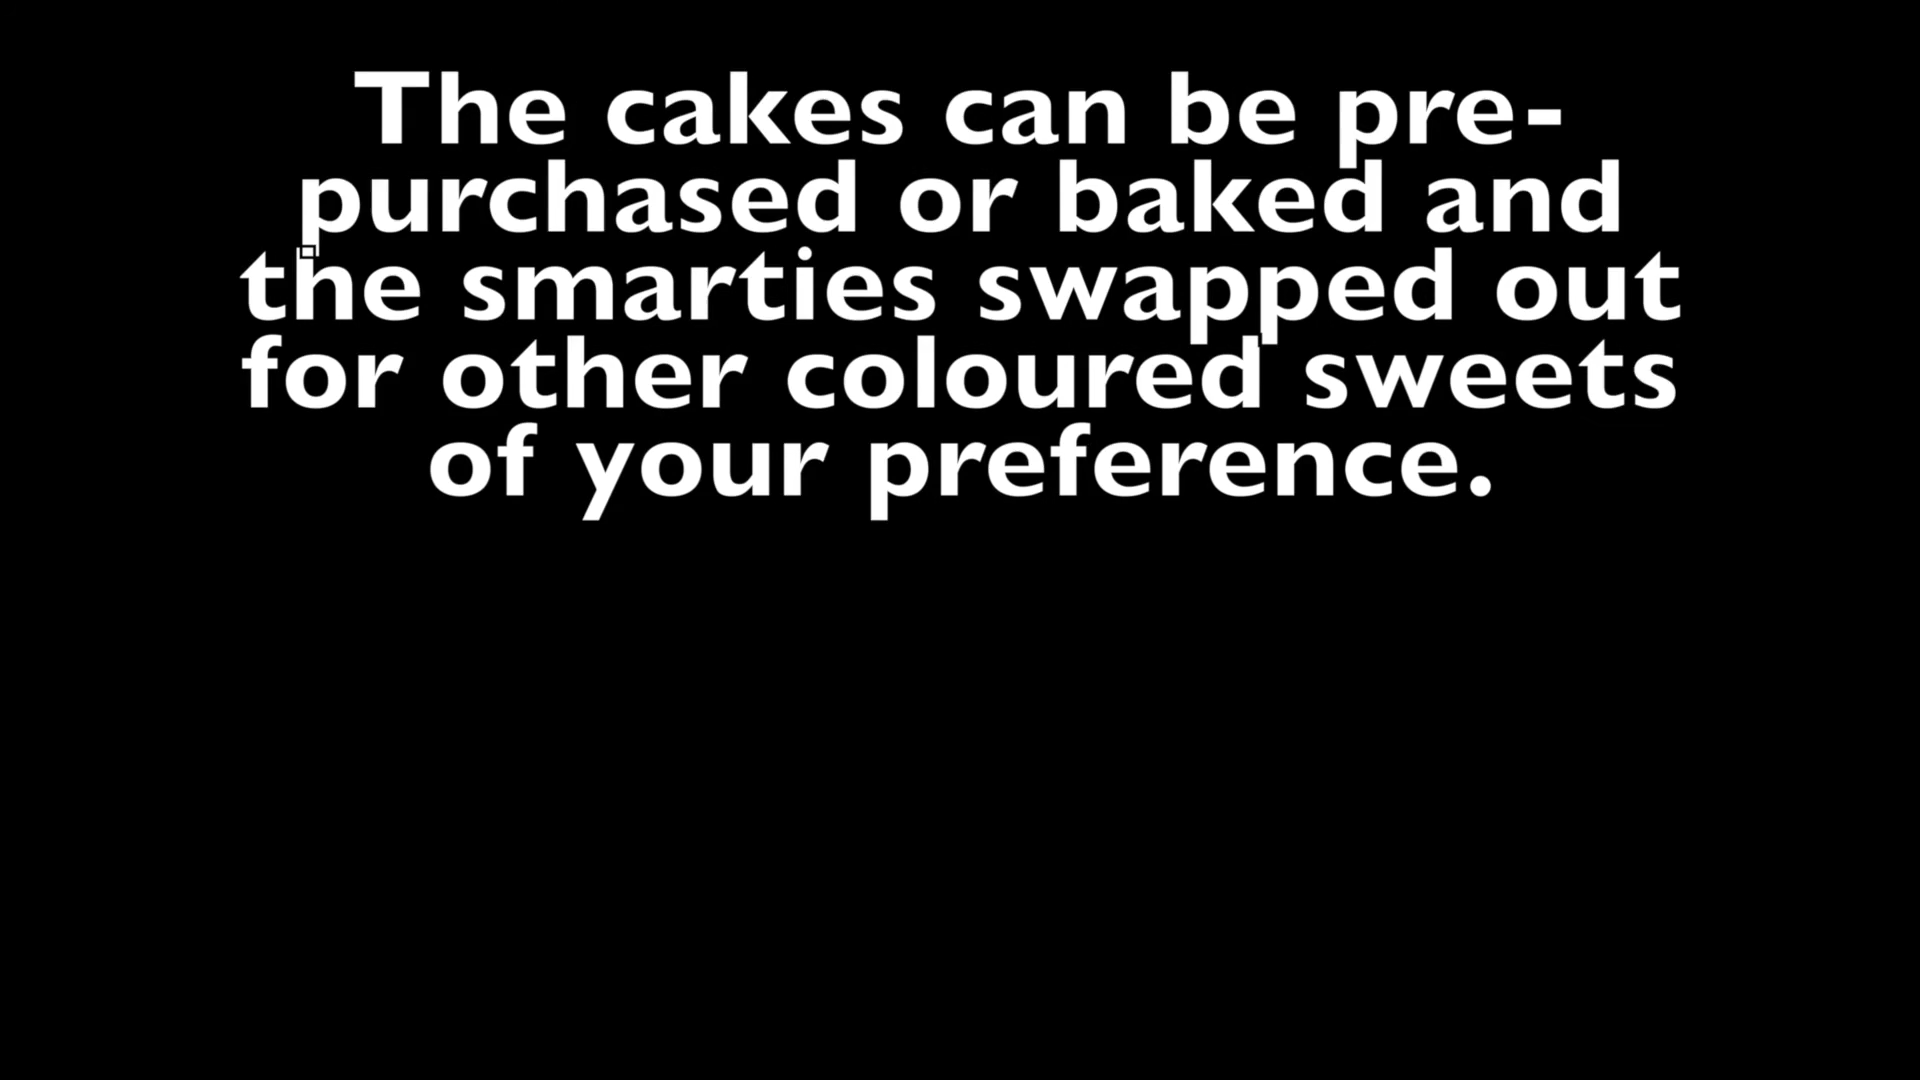 The cakes can be pre-
purchased or baked and
the smarties swapped out
for other coloured sweets
of your preference.